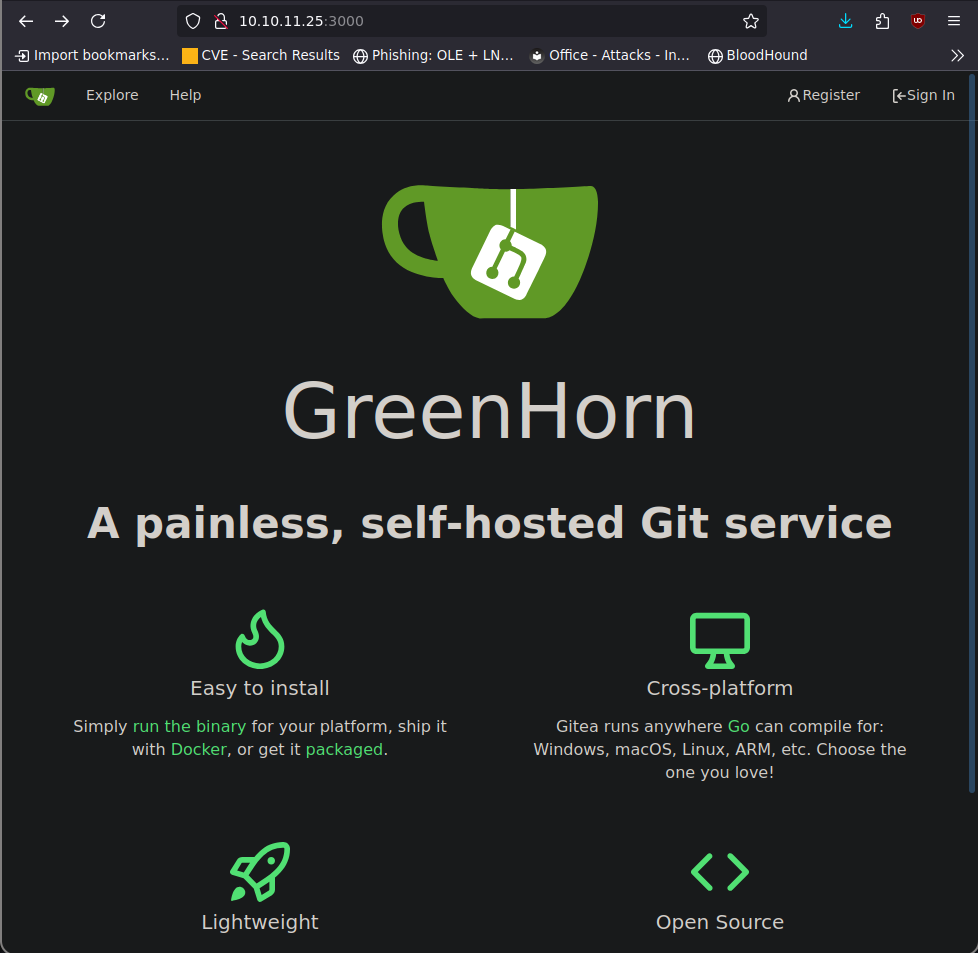 10.10.11.25:3000
Import bookmarks... CVE - Search Results Phishing: OLE + LN... Office - Attacks - In... BloodHound
Explore Help Register Sign In
GreenHorn
A painless, self-hosted Git service
Easy to install
Simply run the binary for your platform, ship it
with Docker, or get it packaged.
Cross-platform
Gitea runs anywhere Go can compile for:
Windows, macOS, Linux, ARM, etc. Choose the
one you love!
Lightweight
Open Source